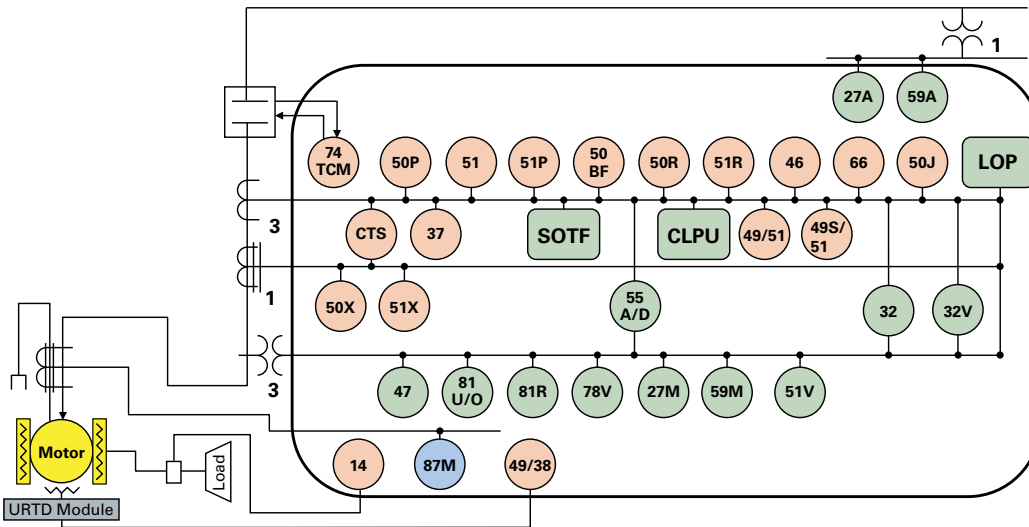 1
27A
59A
74
TCM
50P
51
51P
50
BF
50R
51R
46
66
50J
LOP
3
CTS
37
SOTF
CLPU
49/51
49S/
51
1
50X
51X
55
A/D
32
32V
3
47
81
U/O
81R
78V
27M
59M
51V
Motor
Load
14
87M
49/38
URTD Module